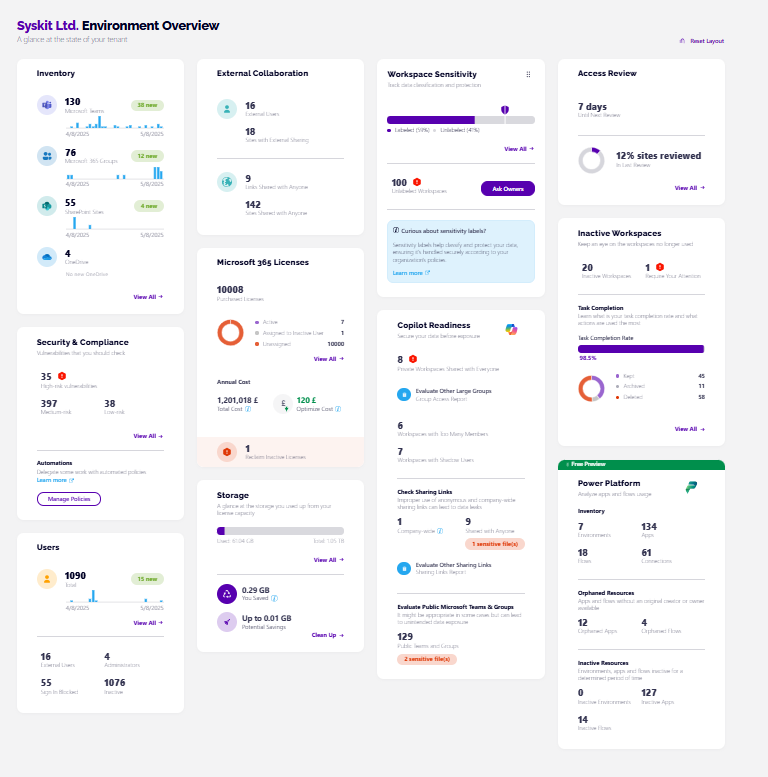 Syskit Ltd. Environment Overview
A glance at the state of your tenant
Reset Layout
Inventory
130
38 new
Microsoft Teams
4/8/2025 5/8/2025
76
12 new
Microsoft 365 Groups
4/8/2025 5/8/2025
55
4 new
SharePoint Sites
4/8/2025 5/8/2025
4
OneDrive
No new OneDrive
View All →
Security & Compliance
Vulnerabilities that you should check
35
High-risk vulnerabilities
397 38
Medium-risk Low-risk
View All →
Automations
Delegate some work with automated policies
Learn more
Manage Policies
Users
1090
15 new
Total
4/8/2025 5/8/2025
View All →
16 4
External Users Administrators
55 1076
Sign In Blocked Inactive
External Collaboration
16
External Users
18
Sites with External Sharing
9
Links Shared with Anyone
142
Sites Shared with Anyone
Microsoft 365 Licenses
10008
Purchased Licenses
Active 7
Assigned to Inactive User 1
Unassigned 10000
View All →
Annual Cost
1,201,018 £ £ 120 £
Total Cost Optimize Cost
1
Reclaim Inactive Licenses
Storage
A glance at the storage you used up from your
license capacity
View All →
0.29 GB
You Saved
Up to 0.01 GB
Potential Savings
Clean Up →
Workspace Sensitivity
Track data classification and protection
Labeled (59%) Unlabeled (41%)
View All →
100
Unlabeled Workspaces
Ask Owners
Curious about sensitivity labels?
Sensitivity labels help classify and protect your data,
ensuring it's handled securely according to your
organization's policies.
Learn more
Copilot Readiness
Secure your data before exposure
8
Private Workspaces Shared with Everyone
Evaluate Other Large Groups
Group Access Report
6
Workspaces with Too Many Members
7
Workspaces with Shadow Users
Check Sharing Links
Improper use of anonymous and company-wide
sharing links can lead to data leaks
1 9
Company-wide Shared with Anyone
1 sensitive file(s)
Evaluate Other Sharing Links
Sharing Links Report
Evaluate Public Microsoft Teams & Groups
It might be appropriate in some uses but can lead
to unintended data exposure
129
Public Teams and Groups
2 sensitive file(s)
Access Review
7 days
Until Next Review
12% sites reviewed
In Last Review
View All →
Inactive Workspaces
Keep an eye on the workspaces no longer used
20 1
Inactive Workspaces Require Your Attention
Task Completion
Learn what is your task completion rate and what
actions are used the most
Task Completion Rate
98.5%
Kept 45
Archived 11
Deleted 58
View All →
Free Preview
Power Platform
Analyze apps and flows usage
Inventory
7 134
Environments Apps
18 61
Flows Connections
Orphaned Resources
Apps and flows without an original creator or owner
available
12 4
Orphaned Apps Orphaned Flows
Inactive Resources
Environments, apps and flows inactive for a
determined period of time
0 127
Inactive Environments Inactive Apps
14
Inactive Flows